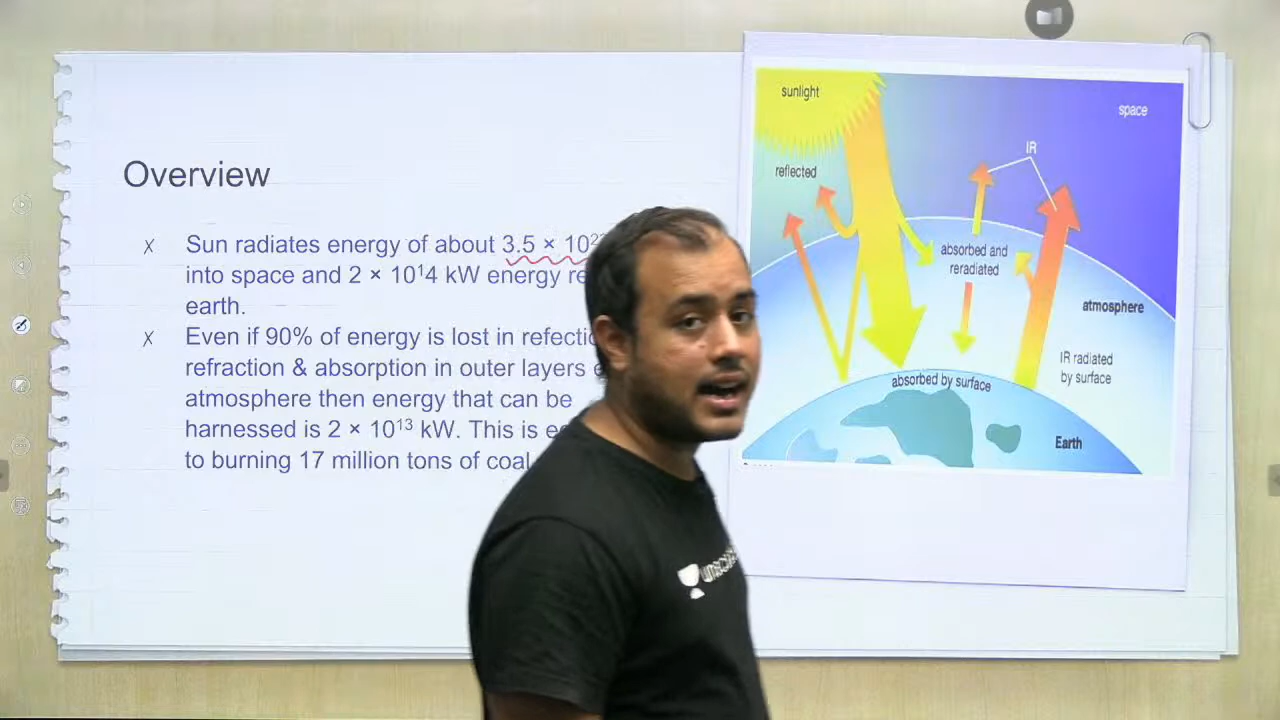 Overview
X Sun radiates energy of about 3.5 × 10²
into space and 2 × 10¹4 kW energy
earth.
X Even if 90% of energy is lost in
refraction & absorption in outer layers
atmosphere then energy that can be
harnessed is 2 × 10¹³ kW. This is
to burning 17 million tons of coal
sunlight
space
IR
reflected
absorbed and
reradiated
atmosphere
IR radiated
by surface
absorbed by surface
Earth